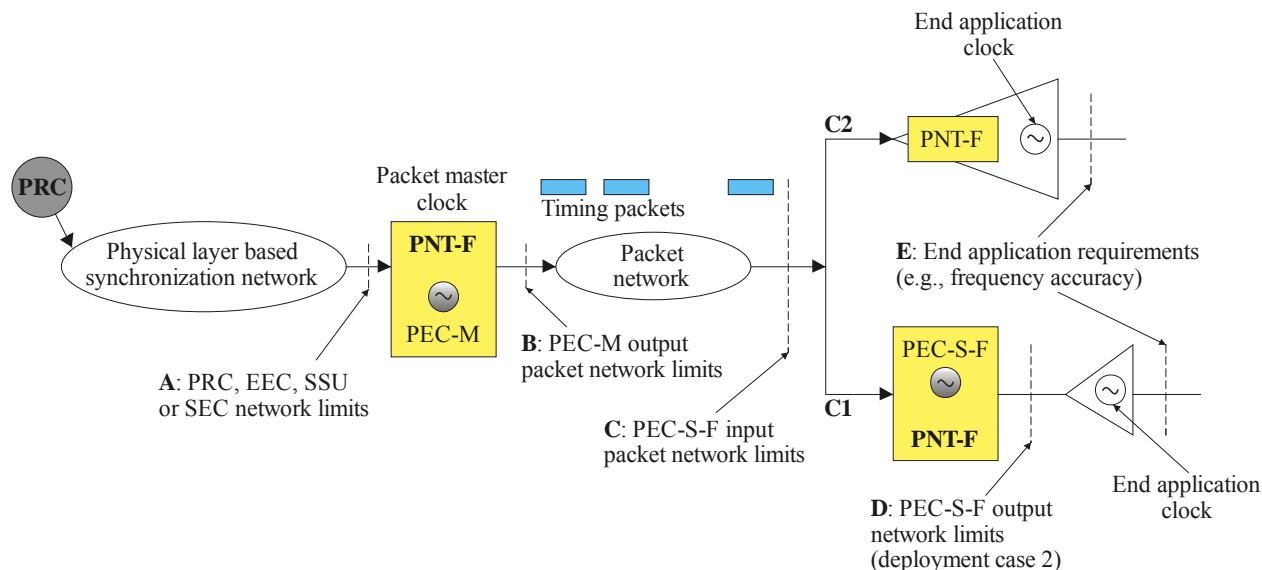 End application
clock
C2
PNT-F
PRC
Packet master
clock
Timing packets
Physical layer based
synchronization network
PNT-F
PEC-M
Packet
network
E: End application requirements
(e.g., frequency accuracy)
B: PEC-M output
packet network limits
A: PRC, EEC, SSU
or SEC network limits
C: PEC-S-F input
packet network limits
C1
PEC-S-F
PNT-F
D: PEC-S-F output
network limits
(deployment case 2)
End application
clock